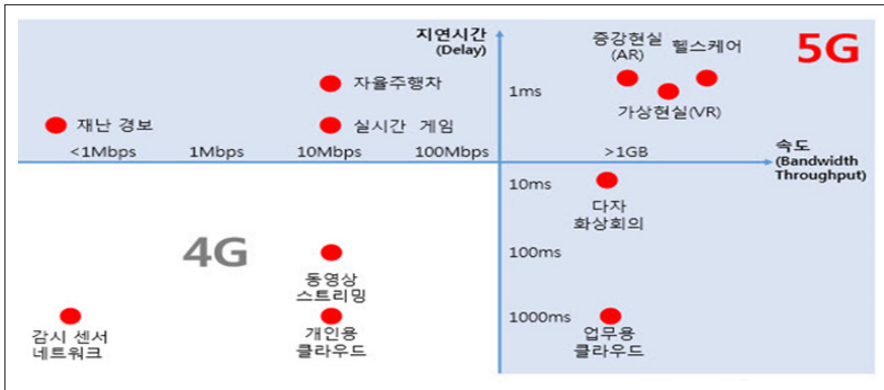 지연시간
(Delay)
증강현실
(AR)
헬스케어
5G
자율주행차
1ms
가상현실(VR)
재난 경보
실시간 게임
<1Mbps
1Mbps
10Mbps
100Mbps
>1GB
속도
(Bandwidth
Throughput)
10ms
다자
화상회의
4G
100ms
동영상
스트리밍
1000ms
감시 센서
네트워크
개인용
클라우드
업무용
클라우드